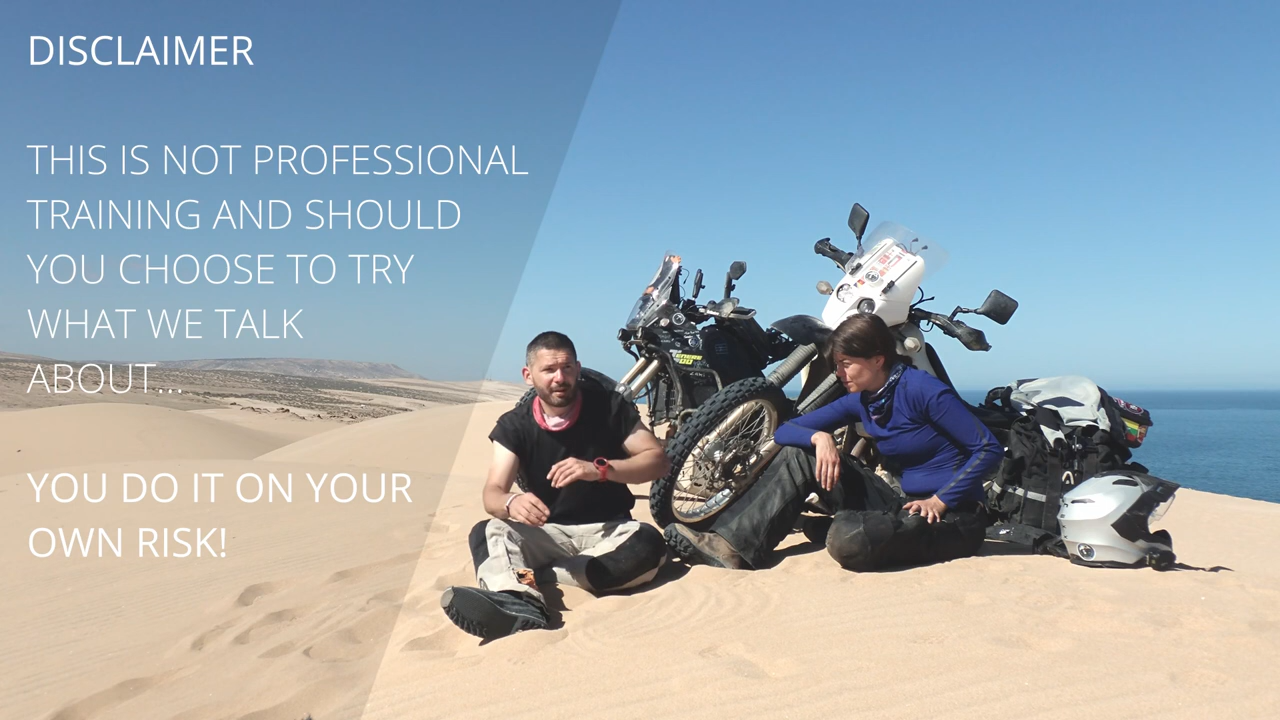 DISCLAIMER
THIS IS NOT PROFESSIONAL
TRAINING AND SHOULD
YOU CHOOSE TO TRY
WHAT WE TALK
ABOUT...
YOU DO IT ON YOUR
OWN RISK!